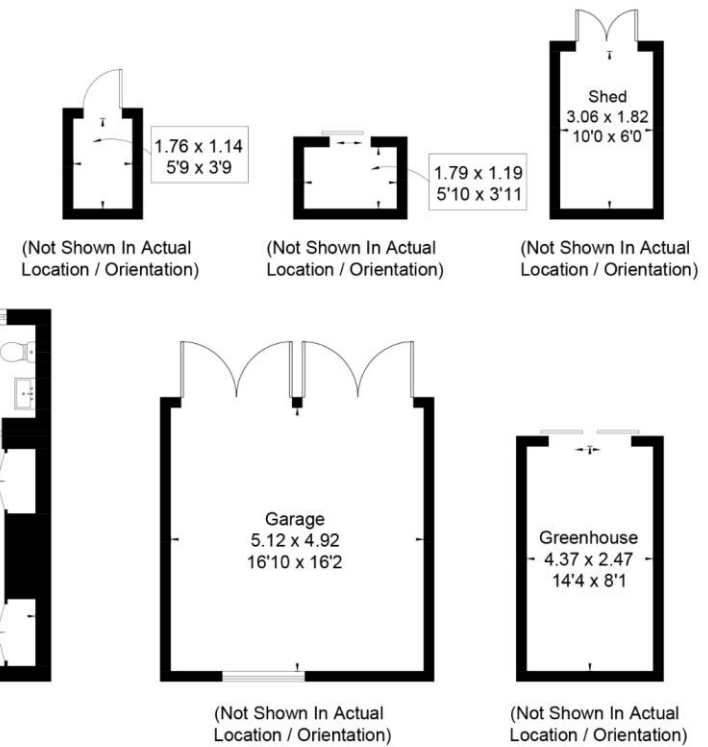 1.76 x 1.14
5'9 x 3'9
(Not Shown In Actual
Location / Orientation)
1.79 x 1.19
5'10 x 3'11
(Not Shown In Actual
Location / Orientation)
Shed
3.06 x 1.82
10'0 x 6'0
(Not Shown In Actual
Location / Orientation)
Garage
5.12 x 4.92
16'10 x 16'2
(Not Shown In Actual
Location / Orientation)
Greenhouse
4.37 x 2.47
14'4 x 8'1
(Not Shown In Actual
Location / Orientation)